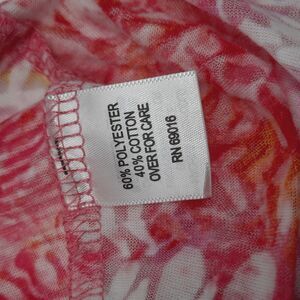 60% POLYESTER
40% COTTON
OVER FOR CARE
RN 69016